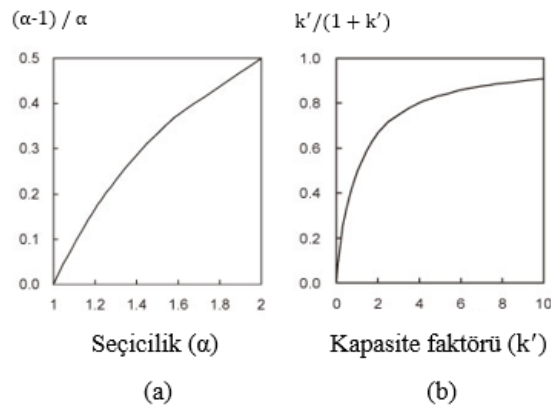 (α-1) / α
0.5
0.4
0.3
0.2
0.1
0.0
1 1.2 1.4 1.6 1.8 2
Seçicilik (α)
(a)
k′/(1 + k′)
1.0
0.8
0.6
0.4
0.2
0.0
0 2 4 6 8 10
Kapasite faktörü (k′)
(b)